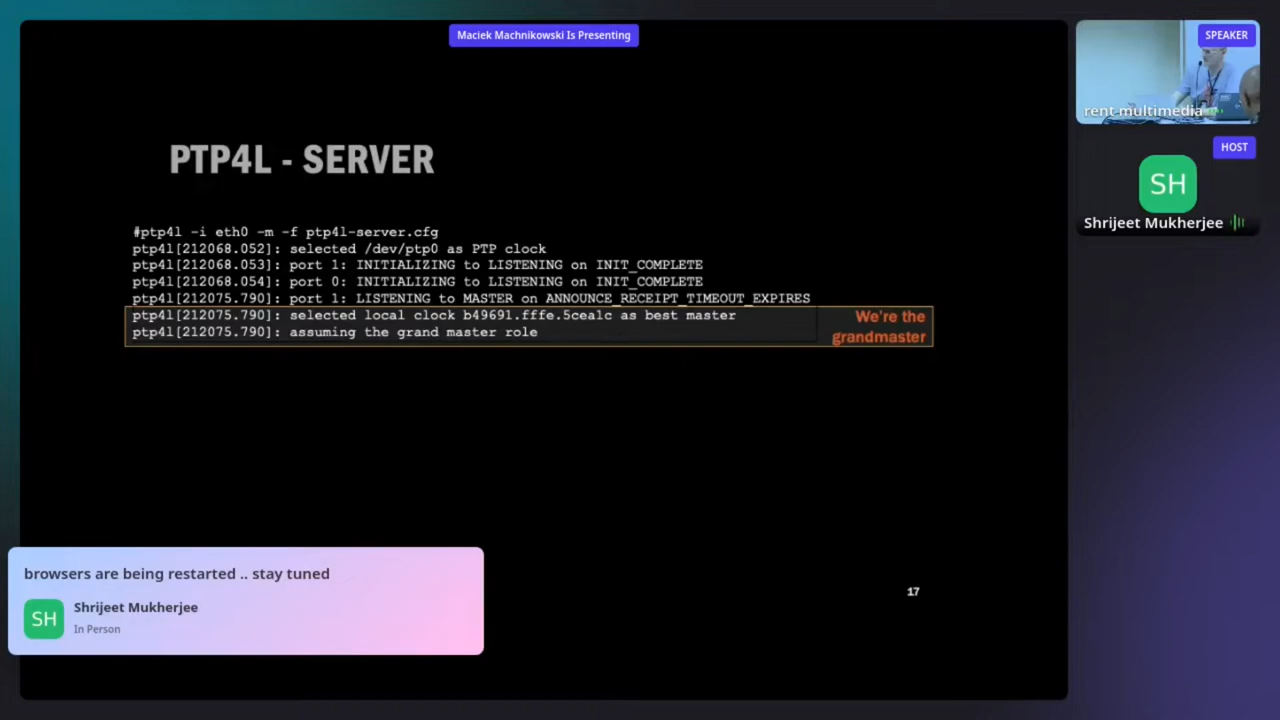 Maciek Machnikowski Is Presenting
SPEAKER
rent-multimedia
HOST
SH
Shrijeet Mukherjee
PTP4L - SERVER
#ptp4l -i eth0 -m -f ptp4l-server.cfg
ptp4l[212068.052]: selected /dev/ptp0 as PTP clock
ptp4l[212068.053]: port 1: INITIALIZING to LISTENING on INIT_COMPLETE
ptp4l[212068.054]: port 0: INITIALIZING to LISTENING on INIT_COMPLETE
ptp4l[212075.790]: port 1: LISTENING to MASTER on ANNOUNCE_RECEIPT_TIMEOUT_EXPIRES
ptp4l[212075.790]: selected local clock b49691.fffe.5cea1c as best master
ptp4l[212075.790]: assuming the grand master role
We're the
grandmaster
17
browsers are being restarted .. stay tuned
SH
Shrijeet Mukherjee
In Person